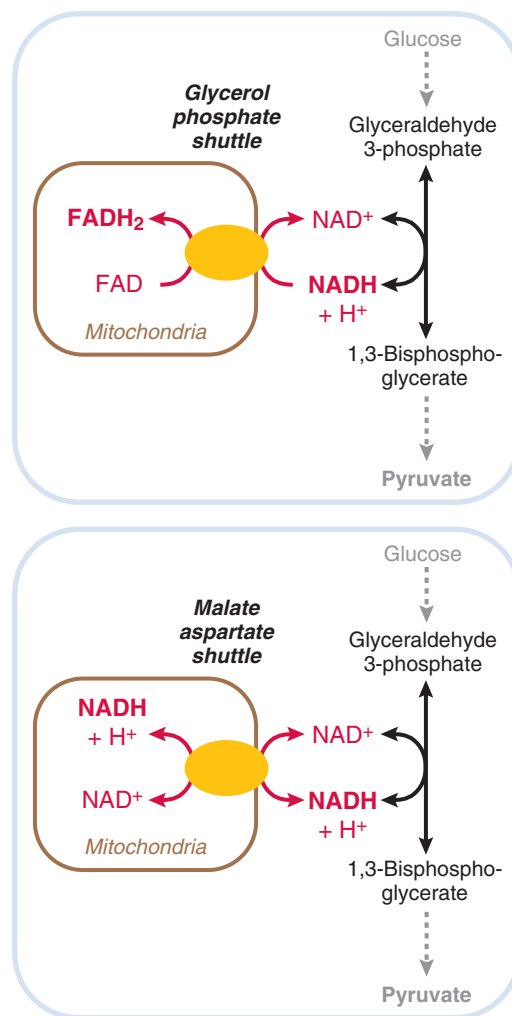 Glucose
Glycerol
phosphate
shuttle
Glyceraldehyde
3-phosphate
FADH₂
NAD⁺
FAD
NADH
+ H⁺
Mitochondria
1,3-Bisphospho-
glycerate
Pyruvate
Glucose
Malate
aspartate
shuttle
Glyceraldehyde
3-phosphate
NADH
+ H⁺
NAD⁺
NAD⁺
NADH
+ H⁺
Mitochondria
1,3-Bisphospho-
glycerate
Pyruvate